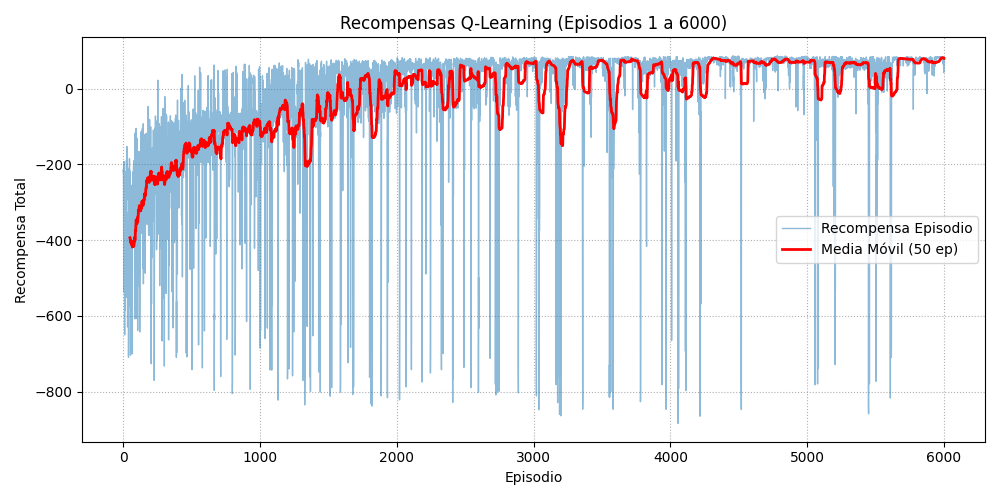 Recompensas Q-Learning (Episodios 1 a 6000)
Recompensa Total
0
−200
−400
−600
−800
Recompensa Episodio
Media Móvil (50 ep)
0 1000 2000 3000 4000 5000 6000
Episodio